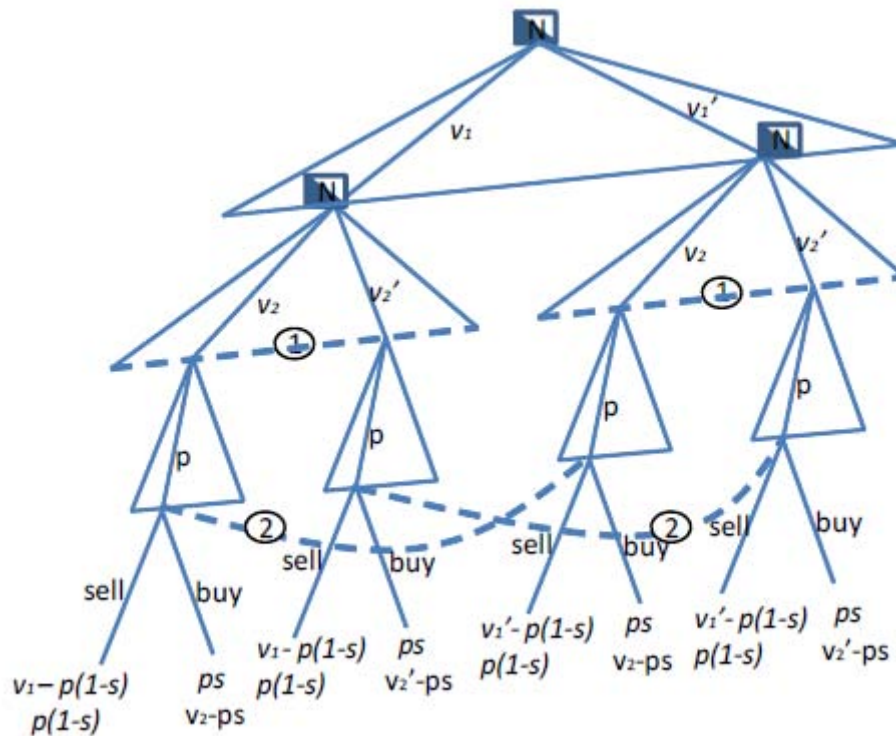 N
v₁
v₁'
N
N
v₂
v₂'
v₂
v₂'
1
1
p
p
p
p
2
2
sell
buy
sell
buy
sell
buy
sell
buy
v₁– p(1-s)
p(1-s)
ps
v₂-ps
v₁- p(1-s)
p(1-s)
ps
v₂'-ps
v₁'- p(1-s)
p(1-s)
ps
v₂-ps
v₁'- p(1-s)
p(1-s)
ps
v₂'-ps